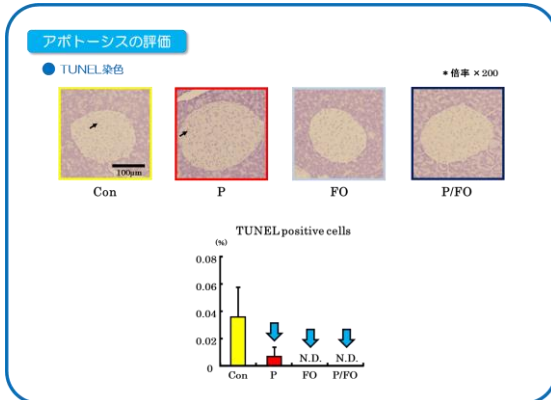 アポトーシスの評価
● TUNEL染色
* 倍率 ×200
100μm
Con P FO P/FO
TUNEL positive cells
(%)
0.08
0.06
0.04
0.02
0
N.D. N.D.
Con P FO P/FO